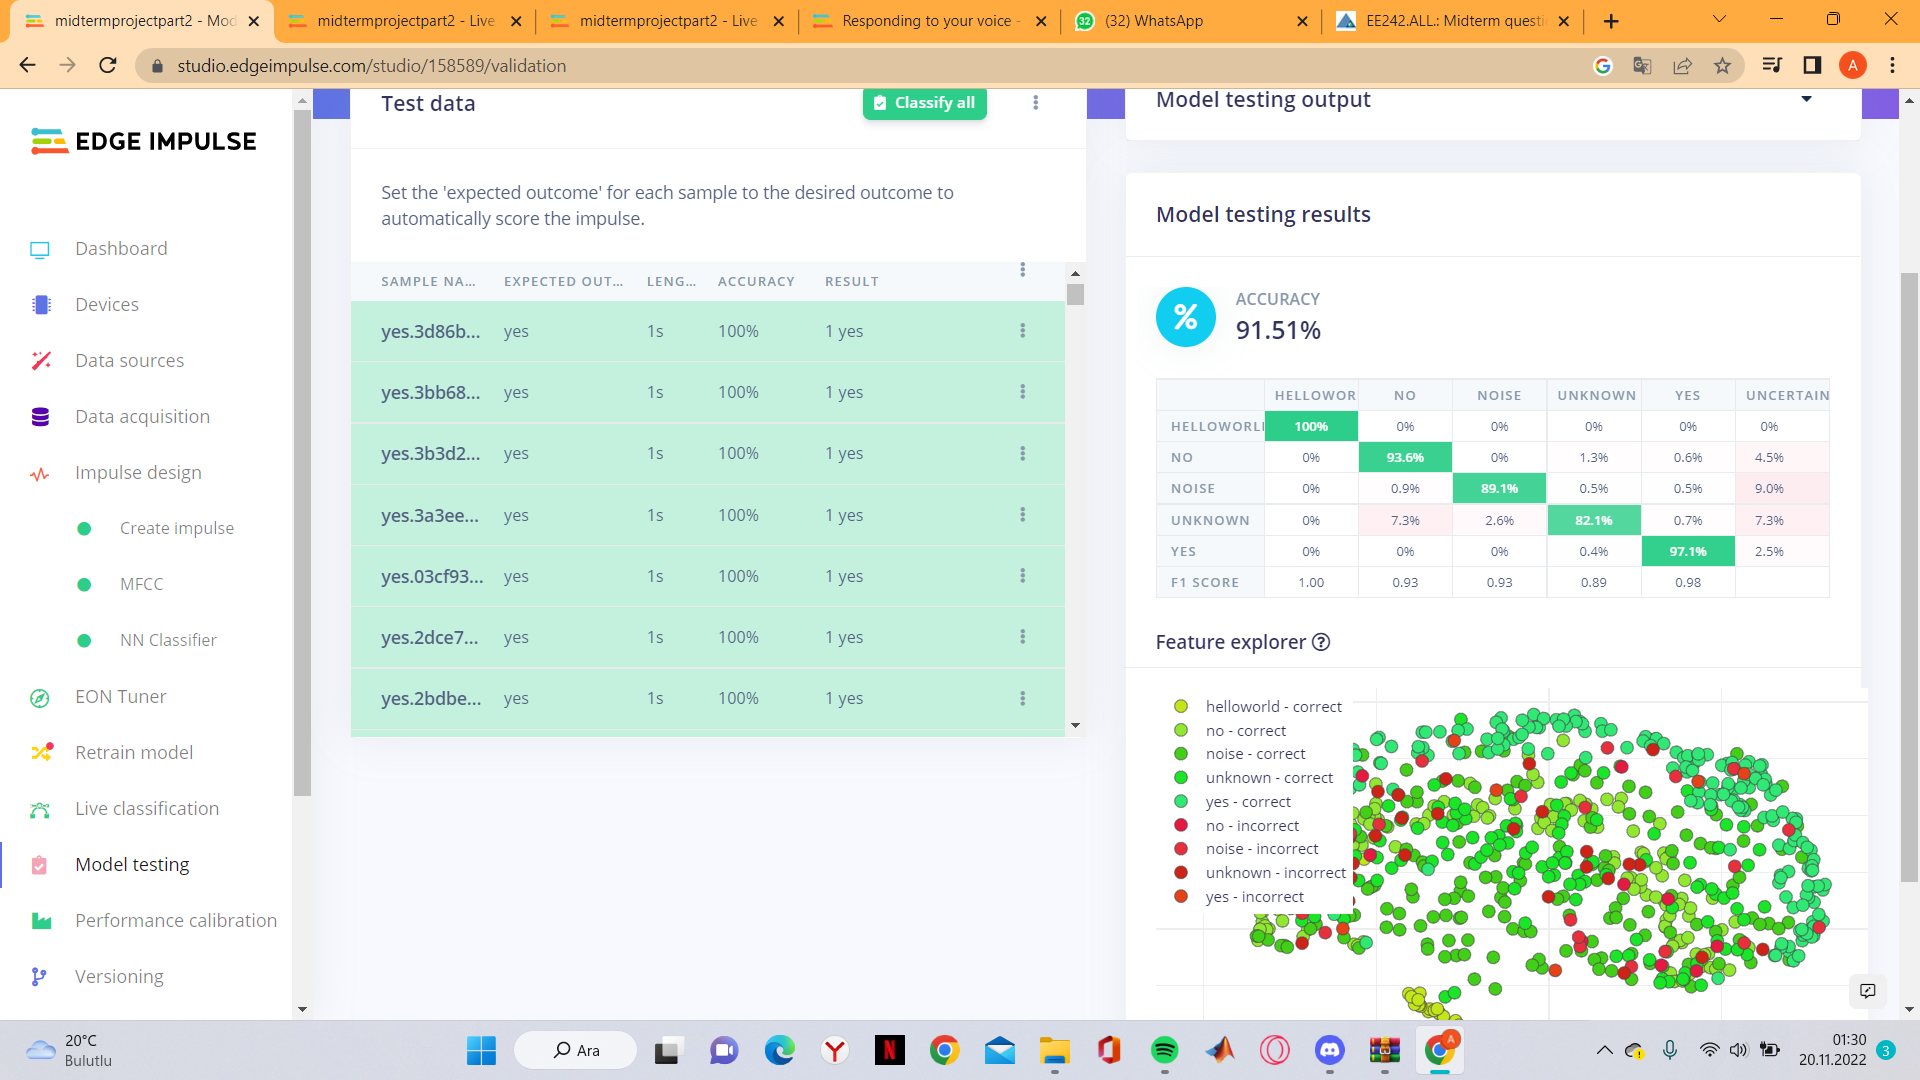 midtermprojectpart2 - Mod
midtermprojectpart2 - Live
midtermprojectpart2 - Live
Responding to your voice -
(32) WhatsApp
EE242.ALL.: Midterm questi
studio.edgeimpulse.com/studio/158589/validation
A
EDGE IMPULSE
Dashboard
Devices
Data sources
Data acquisition
Impulse design
Create impulse
MFCC
NN Classifier
EON Tuner
Retrain model
Live classification
Model testing
Performance calibration
Versioning
Test data
Classify all
Set the 'expected outcome' for each sample to the desired outcome to
automatically score the impulse.
SAMPLE NA... EXPECTED OUT... LENG... ACCURACY RESULT
yes.3d86b... yes 1s 100% 1 yes
yes.3bb68... yes 1s 100% 1 yes
yes.3b3d2... yes 1s 100% 1 yes
yes.3a3ee... yes 1s 100% 1 yes
yes.03cf93... yes 1s 100% 1 yes
yes.2dce7... yes 1s 100% 1 yes
yes.2bdbe... yes 1s 100% 1 yes
Model testing output
Model testing results
%
ACCURACY
91.51%
HELLOWOR NO NOISE UNKNOWN YES UNCERTAIN
HELLOWORLI 100% 0% 0% 0% 0% 0%
NO 0% 93.6% 0% 1.3% 0.6% 4.5%
NOISE 0% 0.9% 89.1% 0.5% 0.5% 9.0%
UNKNOWN 0% 7.3% 2.6% 82.1% 0.7% 7.3%
YES 0% 0% 0% 0.4% 97.1% 2.5%
F1 SCORE 1.00 0.93 0.93 0.89 0.98
Feature explorer ?
helloworld - correct
no - correct
noise - correct
unknown - correct
yes - correct
no - incorrect
noise - incorrect
unknown - incorrect
yes - incorrect
20°C
Bulutlu
Ara
01:30
20.11.2022
3